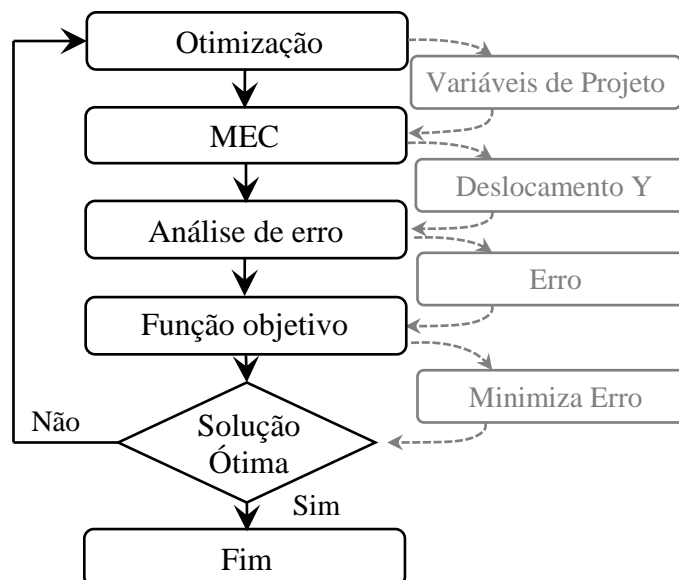 Otimização
Variáveis de Projeto
MEC
Deslocamento Y
Análise de erro
Erro
Função objetivo
Minimiza Erro
Não
Solução
Ótima
Sim
Fim